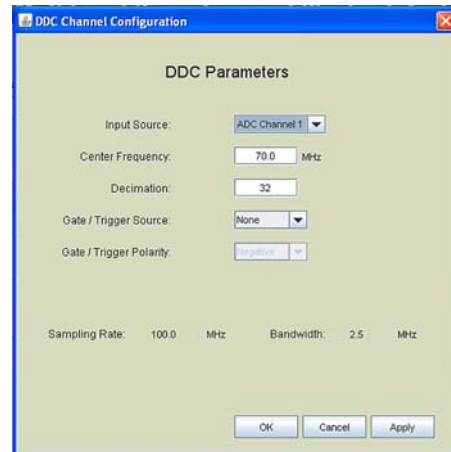 DDC Channel Configuration
DDC Parameters
Input Source: ADC Channel 1
Center Frequency: 70.0 MHz
Decimation: 32
Gate / Trigger Source: None
Gate / Trigger Polarity: Negative
Sampling Rate: 100.0 MHz Bandwidth: 2.5 MHz
OK Cancel Apply